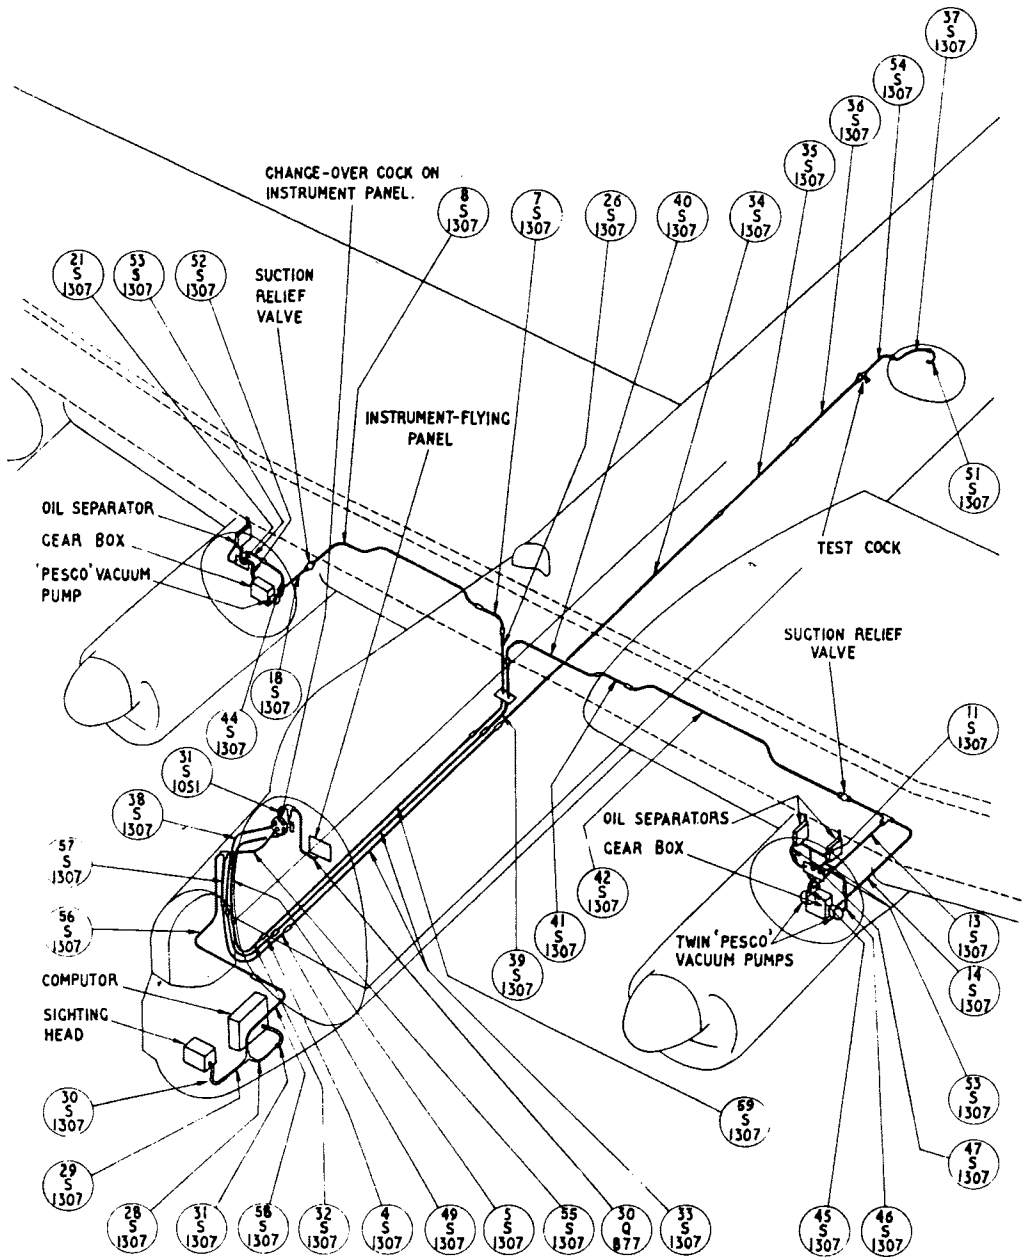 37
S
1307
54
S
1307
36
S
1307
35
S
1307
CHANGE-OVER COCK ON
INSTRUMENT PANEL.
8
S
1307
7
S
1307
26
S
1307
40
S
1307
34
S
1307
21
S
1307
53
S
1307
52
S
1307
SUCTION
RELIEF
VALVE
INSTRUMENT-FLYING
PANEL
51
S
1307
OIL SEPARATOR
GEAR BOX
'PESCO' VACUUM
PUMP
TEST COCK
SUCTION RELIEF
VALVE
18
S
1307
44
S
1307
11
S
1307
31
S
1051
38
S
1307
OIL SEPARATORS
GEAR BOX
57
S
1307
42
S
1307
41
S
1307
56
S
1307
39
S
1307
TWIN 'PESCO'
VACUUM PUMPS
13
S
1307
14
S
1307
COMPUTOR
SIGHTING
HEAD
30
S
1307
59
S
1307
53
S
1307
29
S
1307
47
S
1307
28
S
1307
31
S
1307
58
S
1307
32
S
1307
4
S
1307
49
S
1307
S
1307
55
S
1307
30
Q
877
33
S
1307
45
S
1307
46
S
1307